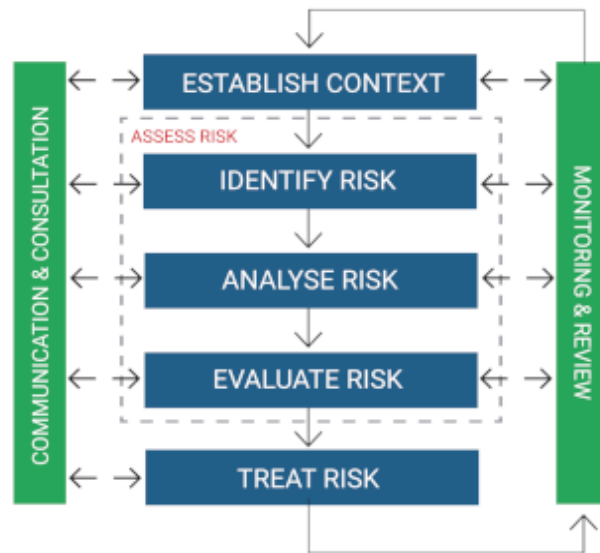 ESTABLISH CONTEXT
ASSESS RISK
IDENTIFY RISK
ANALYSE RISK
EVALUATE RISK
TREAT RISK
COMMUNICATION & CONSULTATION
MONITORING & REVIEW